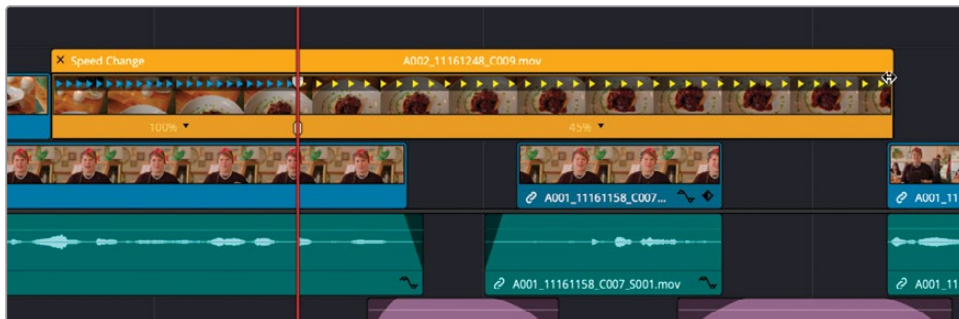 Speed Change A002_11161248_C009.mov
100% 45%
A001_11161158_C007... A001_11
A001_11161158_C007_S001.mov A001_11